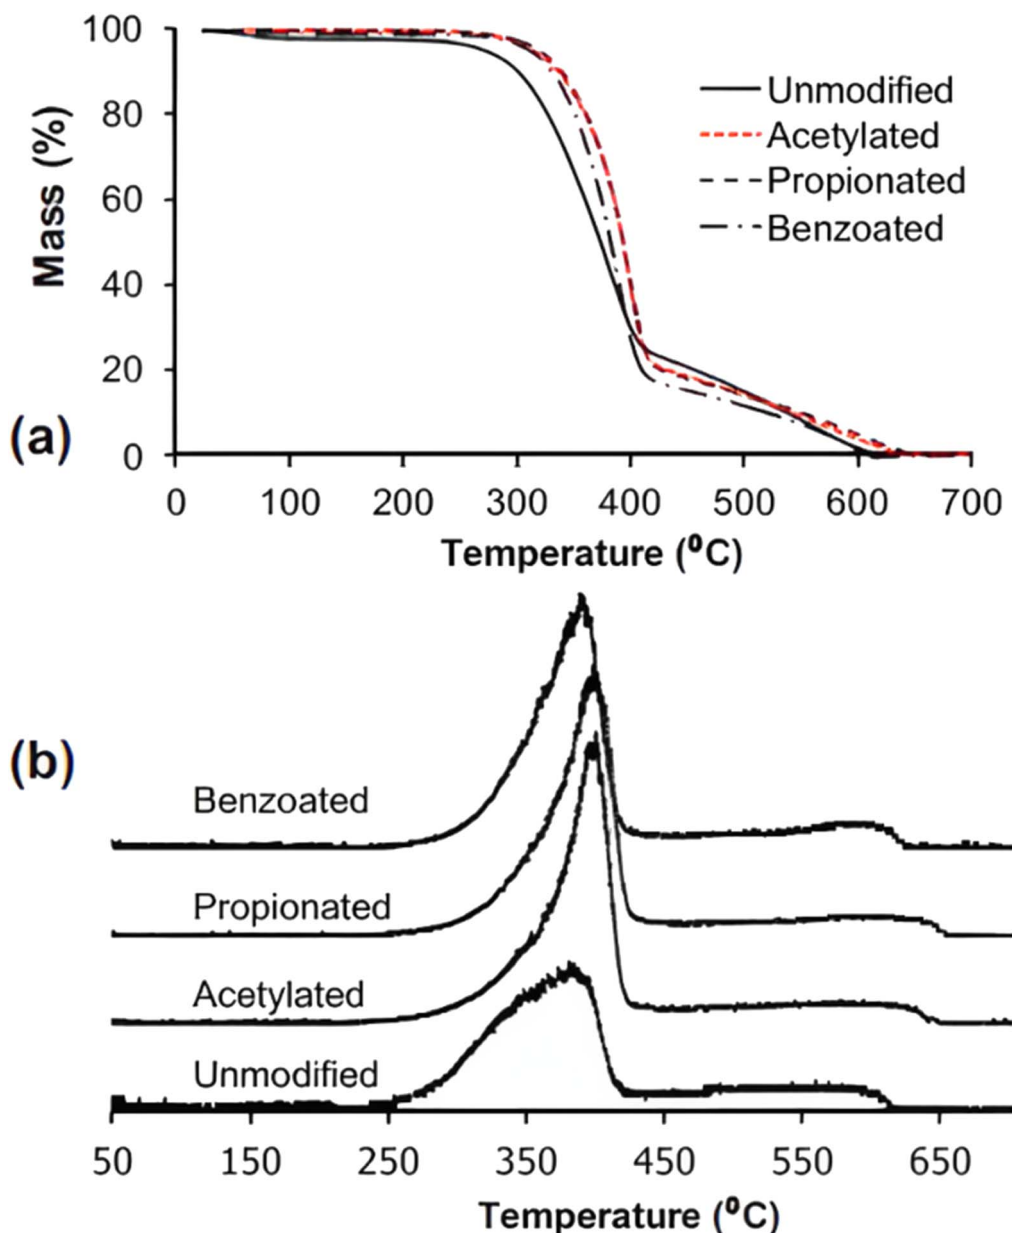 100
80
60
40
20
0
Mass (%)
(a)
Unmodified
Acetylated
Propionated
Benzoated
0 100 200 300 400 500 600 700
Temperature (⁰C)
(b)
Benzoated
Propionated
Acetylated
Unmodified
50 150 250 350 450 550 650
Temperature (⁰C)